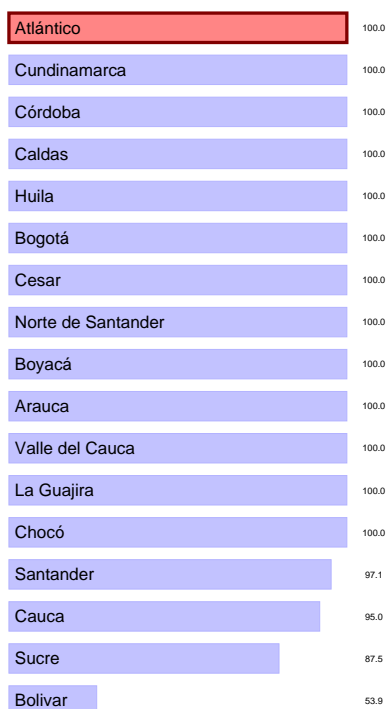 Atlántico 100.0
Cundinamarca 100.0
Córdoba 100.0
Caldas 100.0
Huila 100.0
Bogotá 100.0
Cesar 100.0
Norte de Santander 100.0
Boyacá 100.0
Arauca 100.0
Valle del Cauca 100.0
La Guajira 100.0
Chocó 100.0
Santander 97.1
Cauca 95.0
Sucre 87.5
Bolivar 53.9